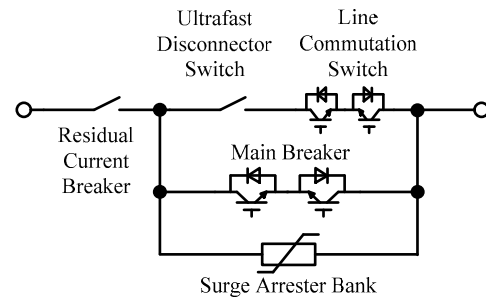 Ultrafast
Disconnector
Switch
Line
Commutation
Switch
Residual
Current
Breaker
Main Breaker
Surge Arrester Bank